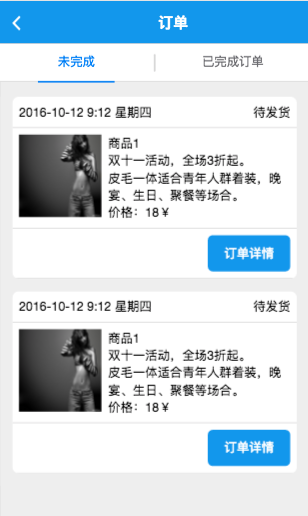 订单
未完成
已完成订单
2016-10-12 9:12 星期四
待发货
商品1
双十一活动，全场3折起。
皮毛一体适合青年人群着装，晚
宴、生日、聚餐等场合。
价格：18￥
订单详情
2016-10-12 9:12 星期四
待发货
商品1
双十一活动，全场3折起。
皮毛一体适合青年人群着装，晚
宴、生日、聚餐等场合。
价格：18￥
订单详情